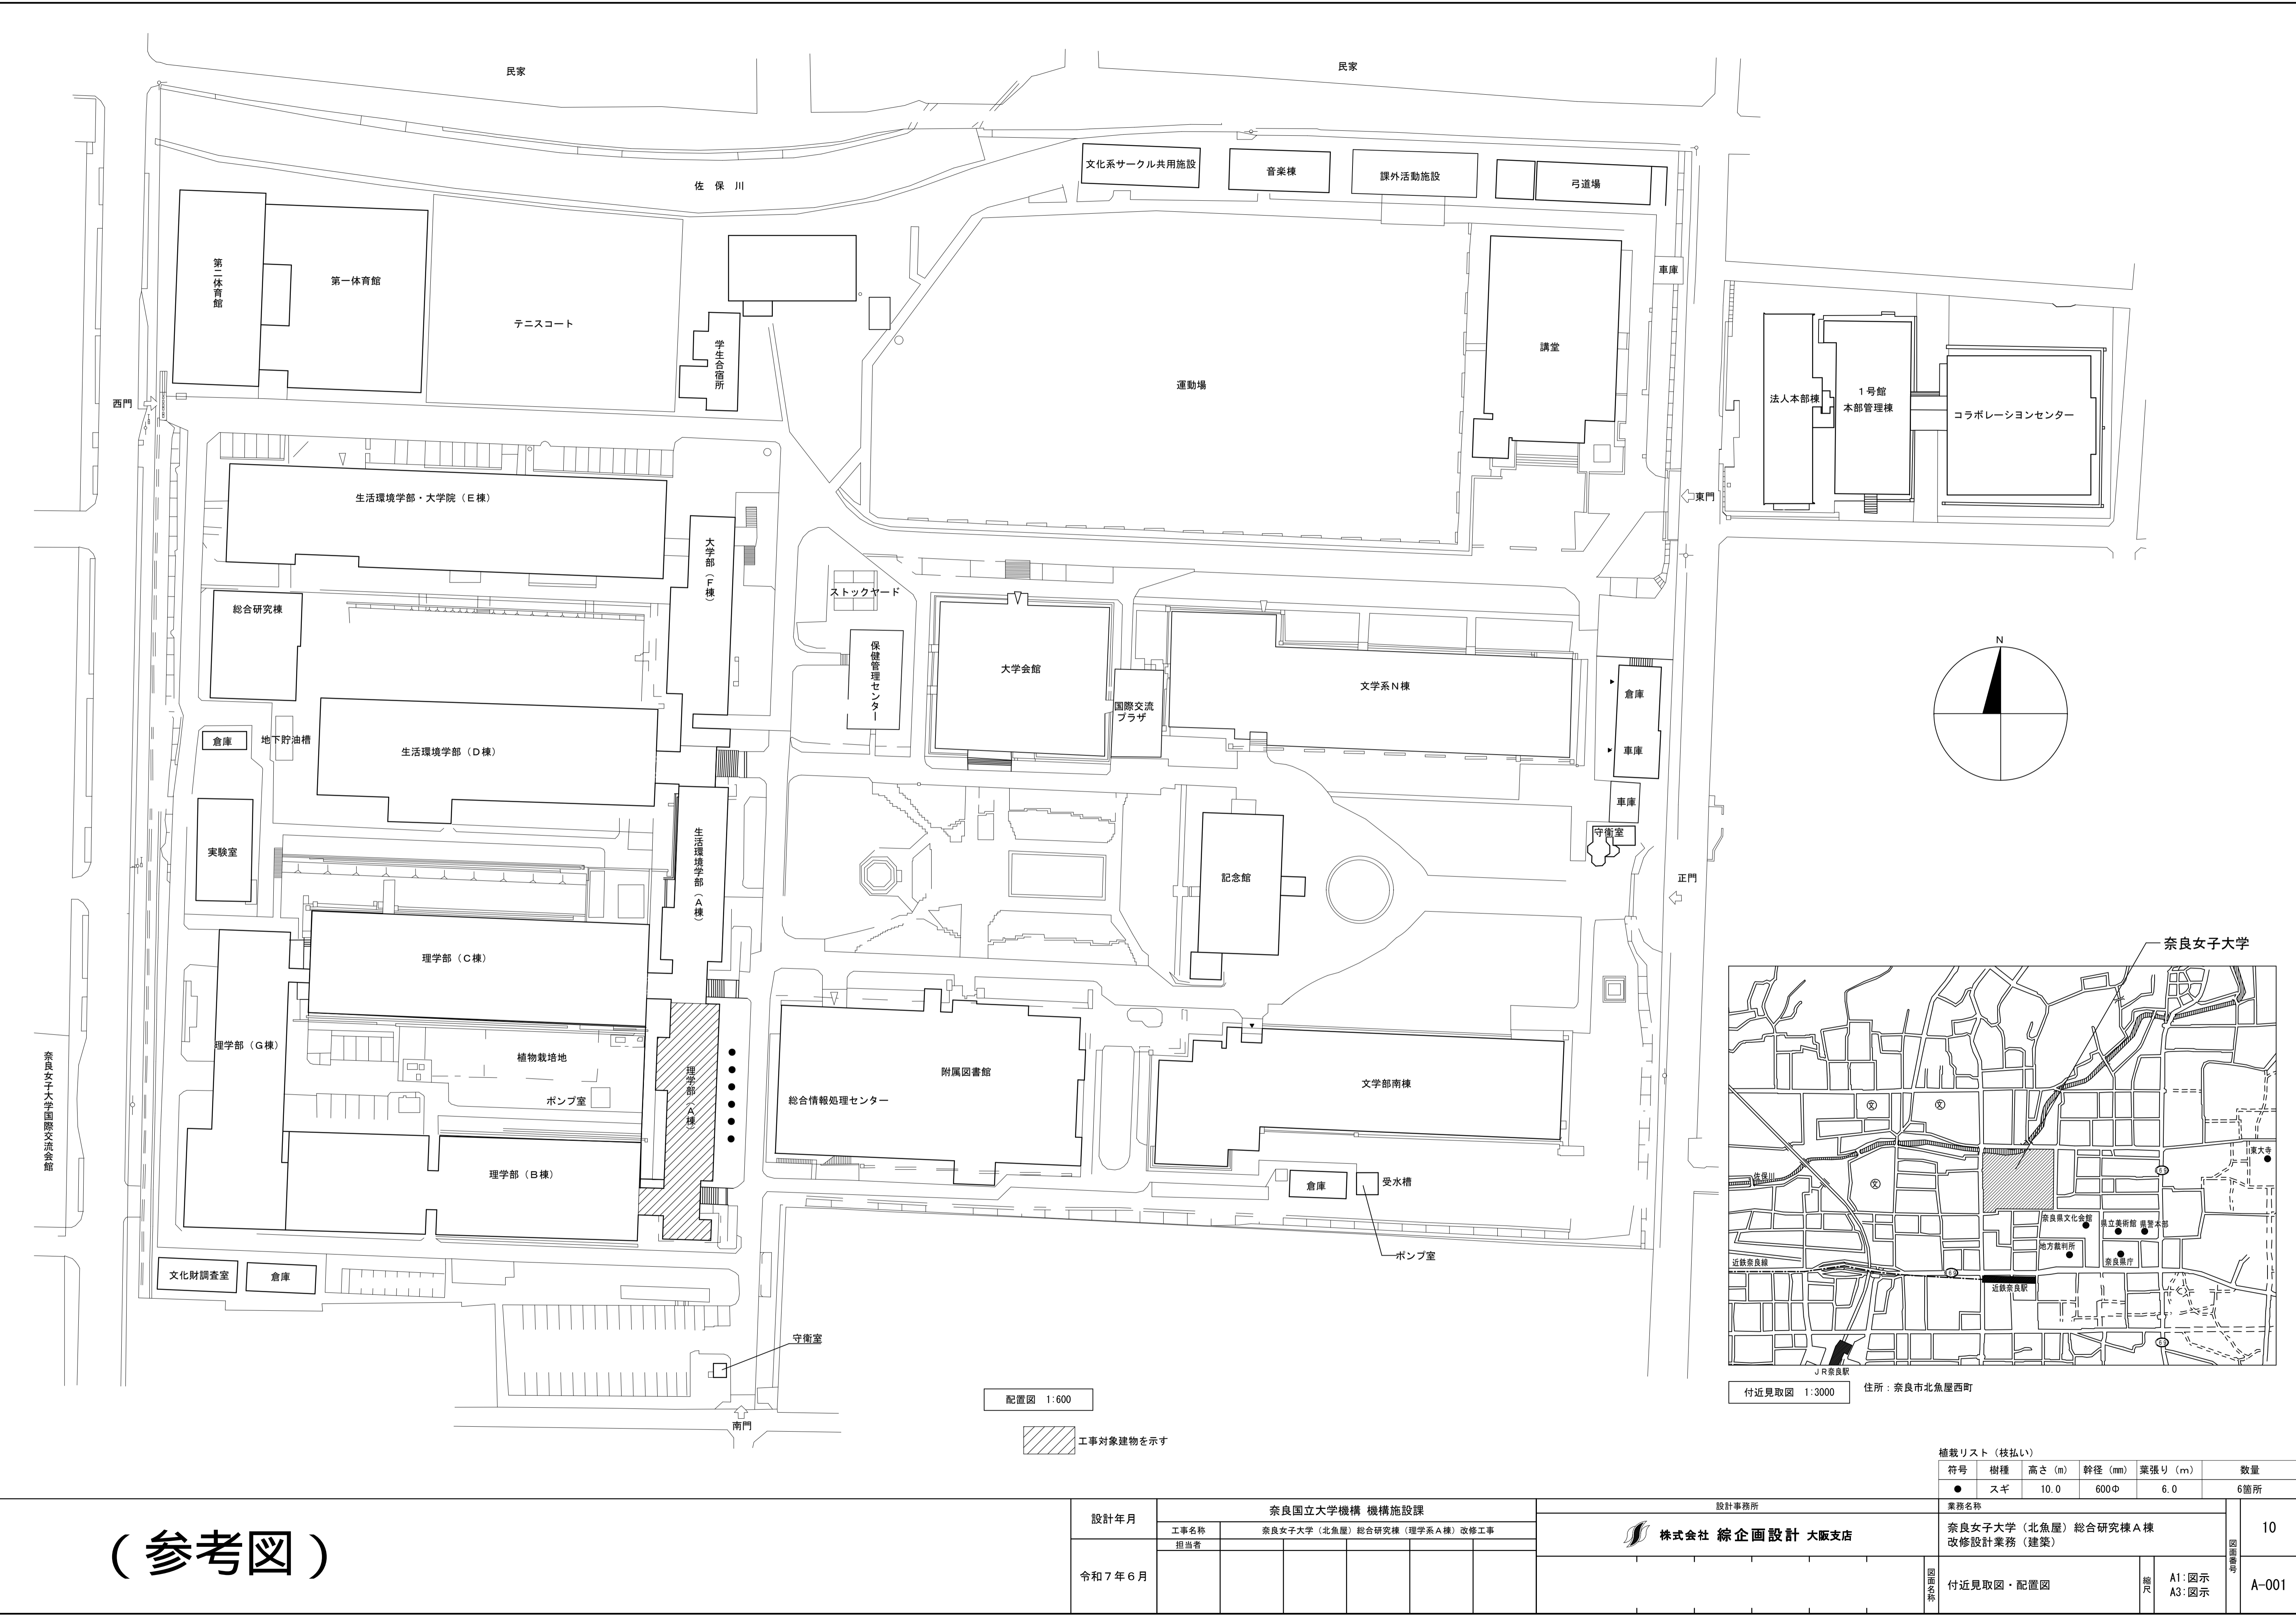 民家
民家
佐保川
文化系サークル共用施設
音楽棟
課外活動施設
弓道場
第二体育館
第一体育館
テニスコート
学生合宿所
運動場
講堂
車庫
法人本部棟
1号館
本部管理棟
コラボレーションセンター
西門
東門
生活環境学部・大学院（E棟）
大学部（F棟）
総合研究棟
ストックヤード
保健管理センター
大学会館
国際交流
プラザ
文学系N棟
倉庫
車庫
N
倉庫
地下貯油槽
生活環境学部（D棟）
車庫
守衛室
実験室
生活環境学部（A棟）
記念館
正門
理学部（C棟）
理学部（G棟）
植物栽培地
ポンプ室
理学部（A棟）
附属図書館
総合情報処理センター
文学部南棟
奈良女子大学国際交流会館
理学部（B棟）
倉庫
受水槽
ポンプ室
文化財調査室
倉庫
守衛室
南門
奈良女子大学
文
文
文
佐保川
東大寺
奈良県文化会館
県立美術館
県警本部
地方裁判所
奈良県庁
近鉄奈良線
近鉄奈良駅
JR奈良駅
配置図 1:600
工事対象建物を示す
付近見取図 1:3000
住所：奈良市北魚屋西町
植栽リスト（枝払い）
符号 樹種 高さ（m） 幹径（mm） 葉張り（m） 数量
● スギ 10.0 600Φ 6.0 6箇所
（参考図）
設計年月
令和7年6月
奈良国立大学機構 機構施設課
工事名称 奈良女子大学（北魚屋）総合研究棟（理学系A棟）改修工事
担当者
設計事務所
株式会社 綜企画設計 大阪支店
業務名称
奈良女子大学（北魚屋）総合研究棟A棟
改修設計業務（建築）
図面名称
付近見取図・配置図
縮尺
A1:図示
A3:図示
図面番号
10
A-001